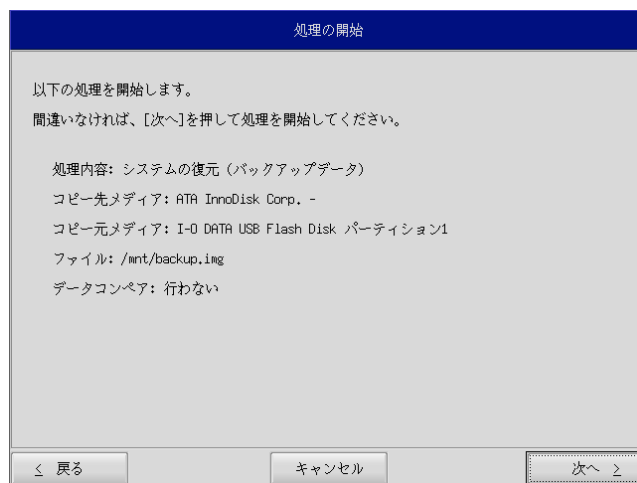 処理の開始
以下の処理を開始します。
間違いなければ、[次へ]を押して処理を開始してください。
処理内容: システムの復元 (バックアップデータ)
コピー先メディア: ATA InnoDisk Corp. -
コピー元メディア: I-O DATA USB Flash Disk パーティション1
ファイル: /mnt/backup.img
データコンペア: 行わない
< 戻る
キャンセル
次へ >